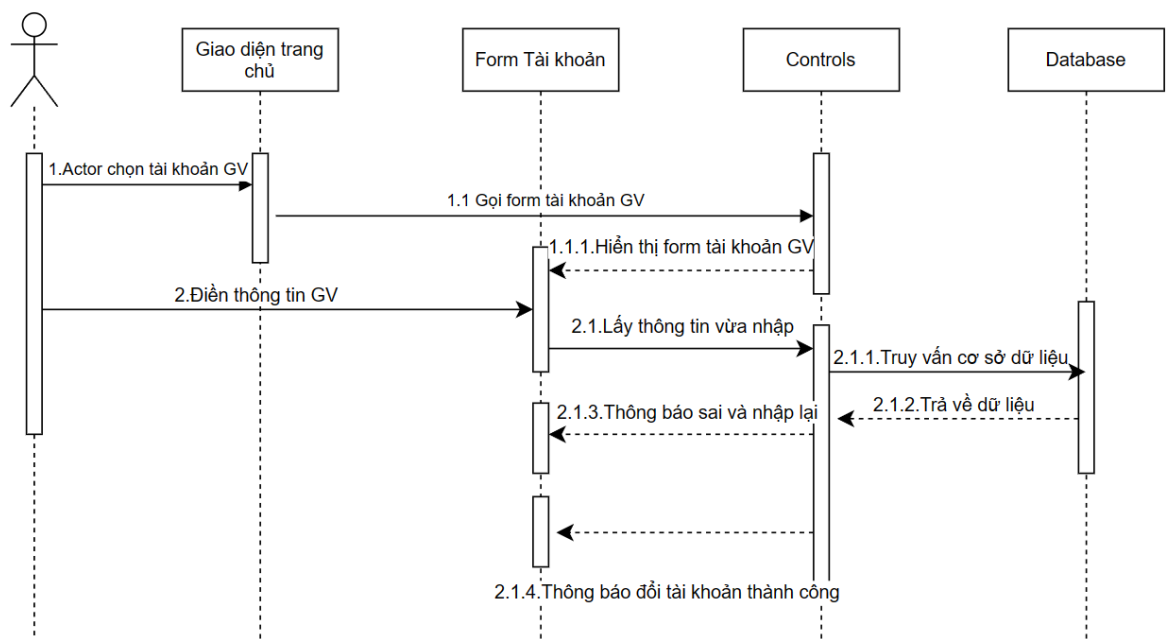 Giao diện trang
chủ
Form Tài khoản
Controls
Database
1.Actor chọn tài khoản GV
1.1 Gọi form tài khoản GV
1.1.1.Hiển thị form tài khoản GV
2.Điền thông tin GV
2.1.Lấy thông tin vừa nhập
2.1.1.Truy vấn cơ sở dữ liệu
2.1.2.Trả về dữ liệu
2.1.3.Thông báo sai và nhập lại
2.1.4.Thông báo đổi tài khoản thành công